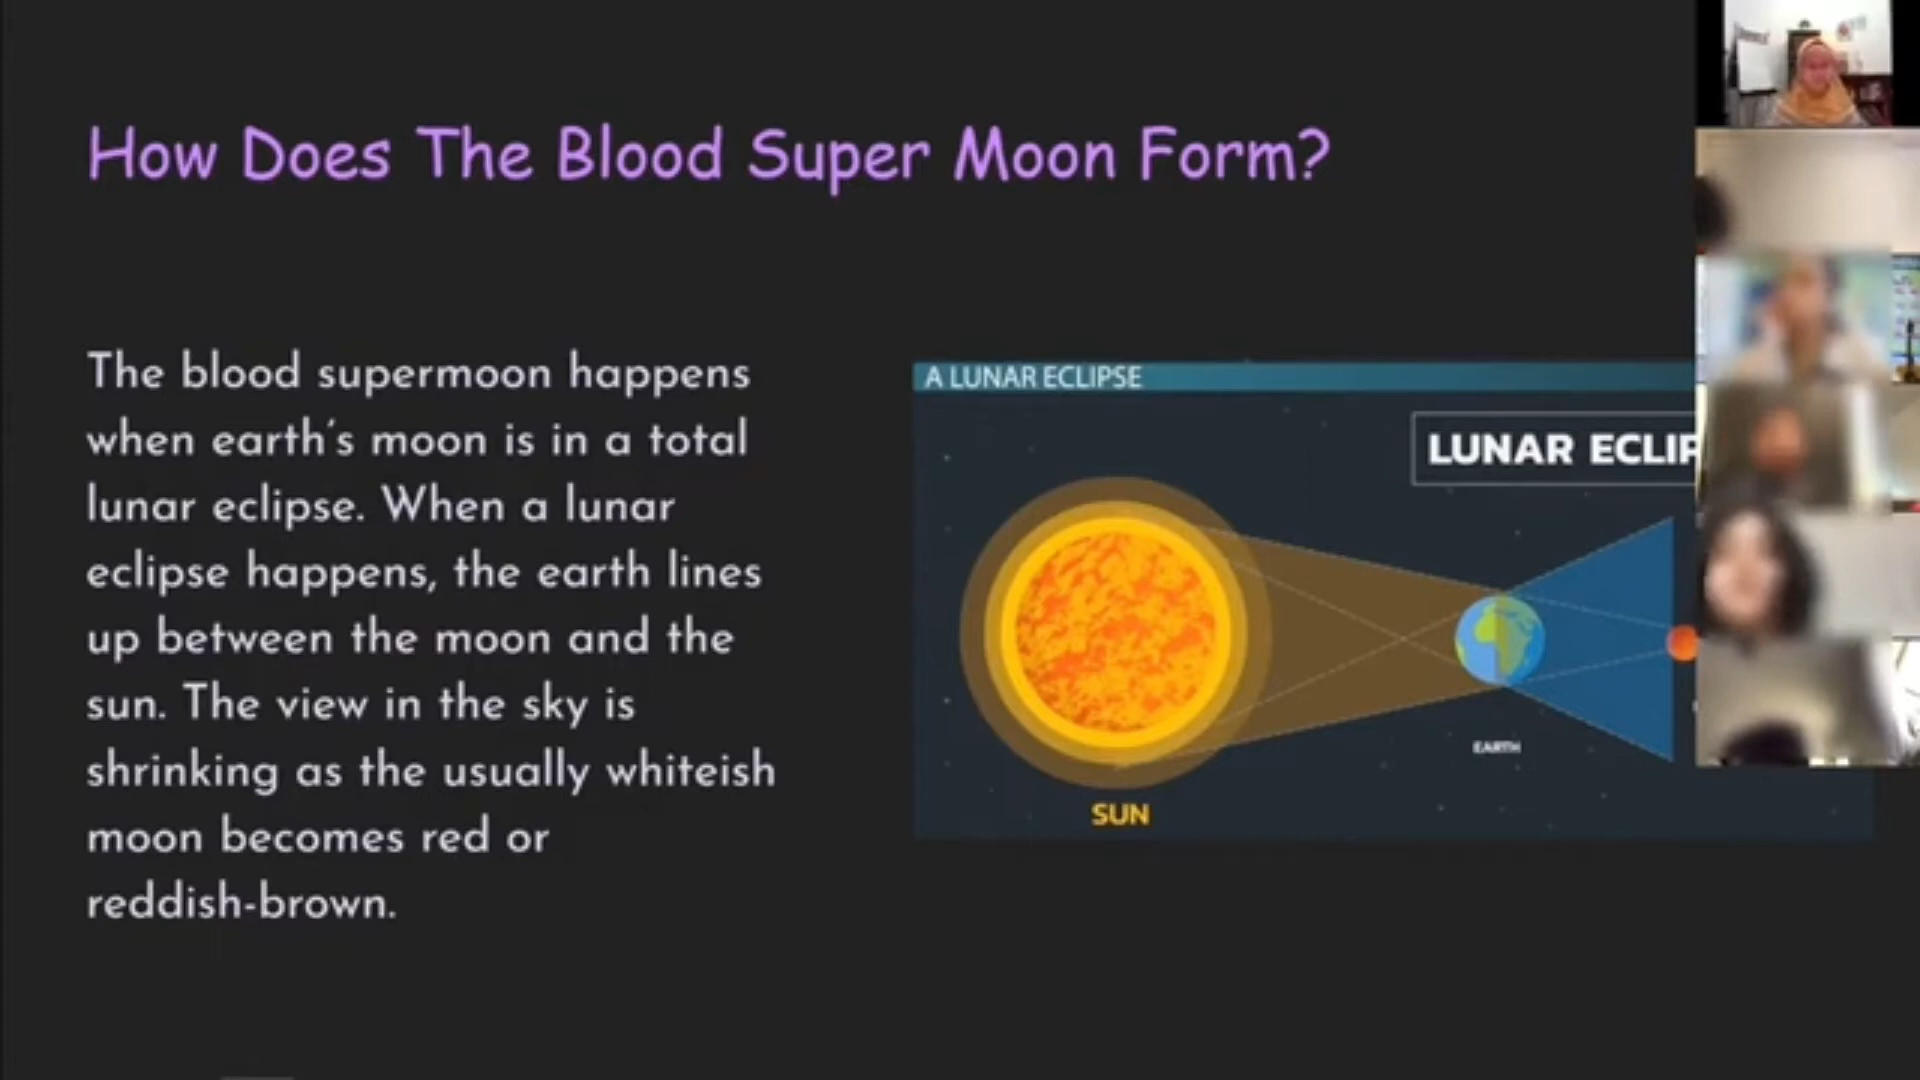 How Does The Blood Super Moon Form?
The blood supermoon happens
when earth's moon is in a total
lunar eclipse. When a lunar
eclipse happens, the earth lines
up between the moon and the
sun. The view in the sky is
shrinking as the usually whiteish
moon becomes red or
reddish-brown.
A LUNAR ECLIPSE
LUNAR ECLIP
EARTH
SUN